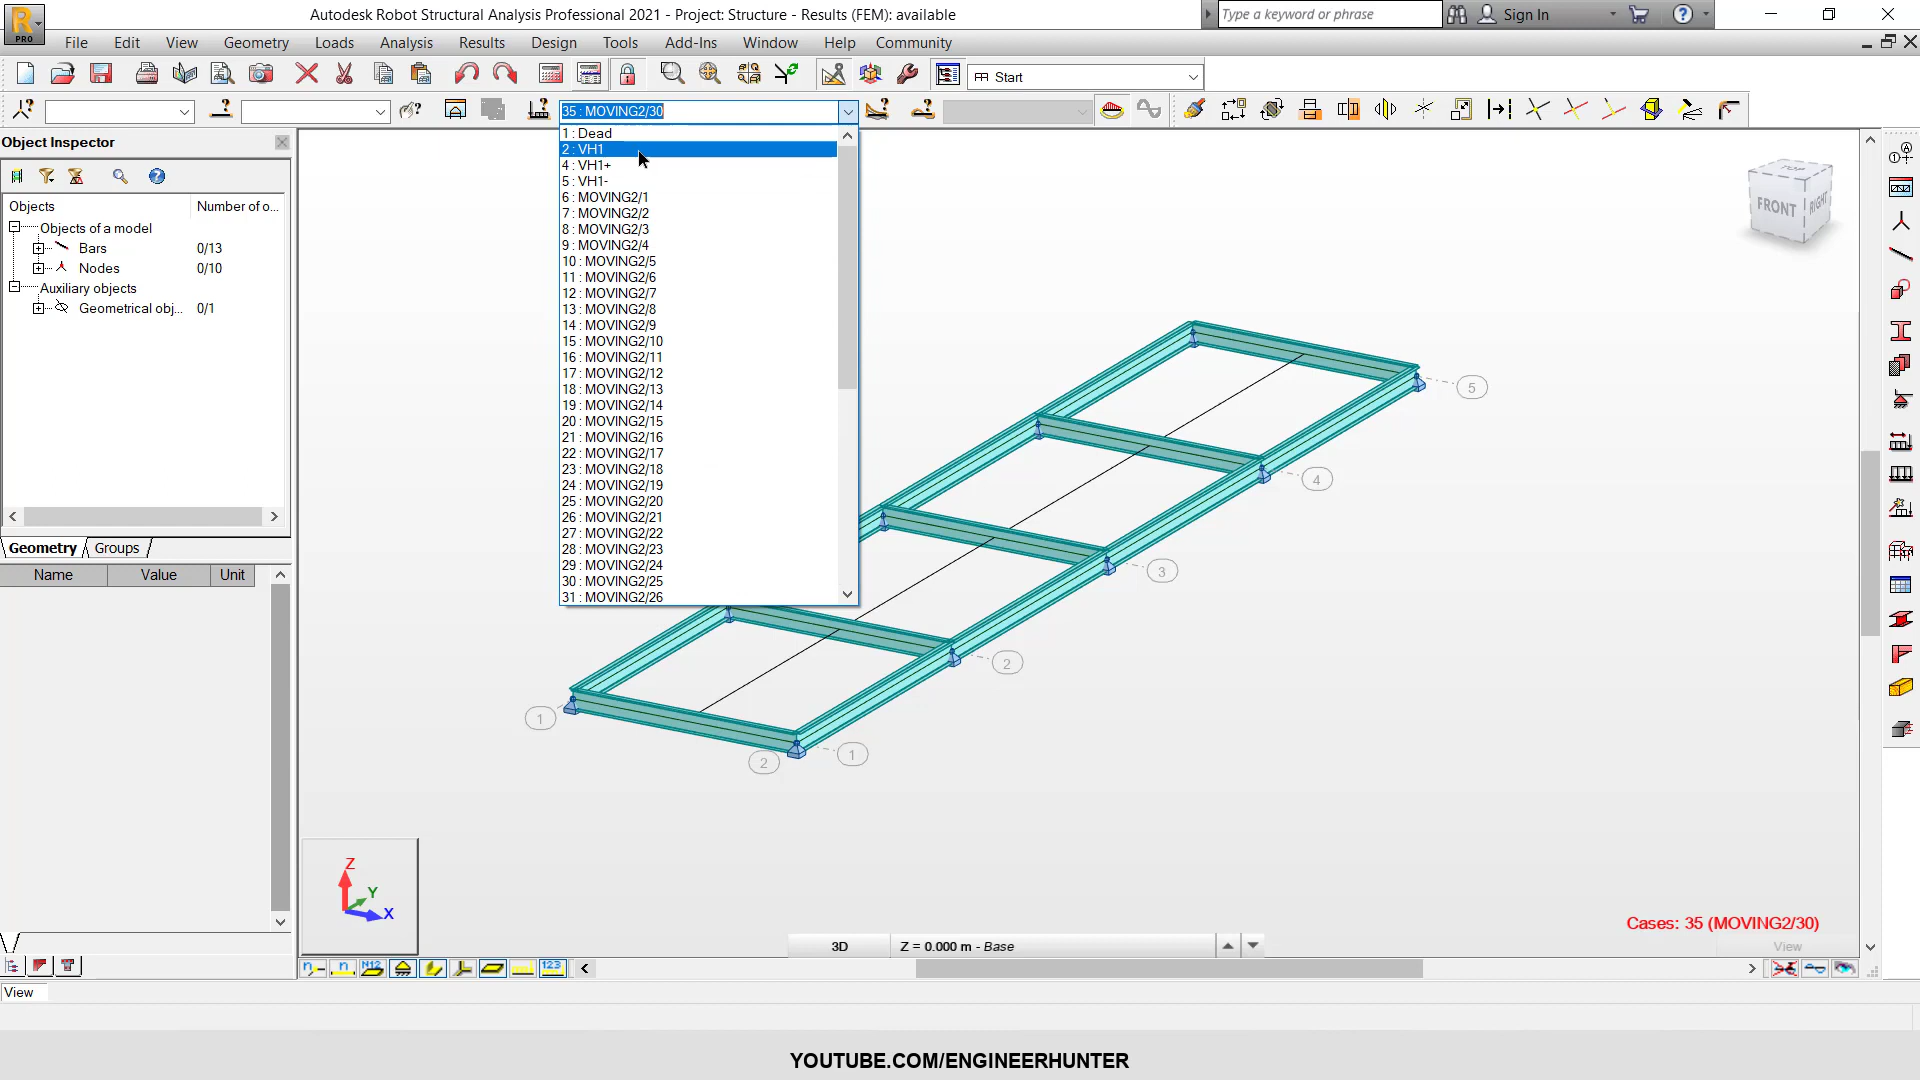 R
PRO
Autodesk Robot Structural Analysis Professional 2021 - Project: Structure - Results (FEM): available
Type a keyword or phrase
Sign In
File Edit View Geometry Loads Analysis Results Design Tools Add-Ins Window Help Community
Start
35 : MOVING2/30
1 : Dead
2 : VH1
4 : VH1+
5 : VH1-
6 : MOVING2/1
7 : MOVING2/2
8 : MOVING2/3
9 : MOVING2/4
10 : MOVING2/5
11 : MOVING2/6
12 : MOVING2/7
13 : MOVING2/8
14 : MOVING2/9
15 : MOVING2/10
16 : MOVING2/11
17 : MOVING2/12
18 : MOVING2/13
19 : MOVING2/14
20 : MOVING2/15
21 : MOVING2/16
22 : MOVING2/17
23 : MOVING2/18
24 : MOVING2/19
25 : MOVING2/20
26 : MOVING2/21
27 : MOVING2/22
28 : MOVING2/23
29 : MOVING2/24
30 : MOVING2/25
31 : MOVING2/26
Object Inspector
Objects Number of o...
Objects of a model
Bars 0/13
Nodes 0/10
Auxiliary objects
Geometrical obj... 0/1
Geometry Groups
Name Value Unit
TOP
FRONT
RIGHT
5
4
3
2
1
1
2
Z
Y
X
Cases: 35 (MOVING2/30)
3D
Z = 0.000 m - Base
View
View
YOUTUBE.COM/ENGINEERHUNTER